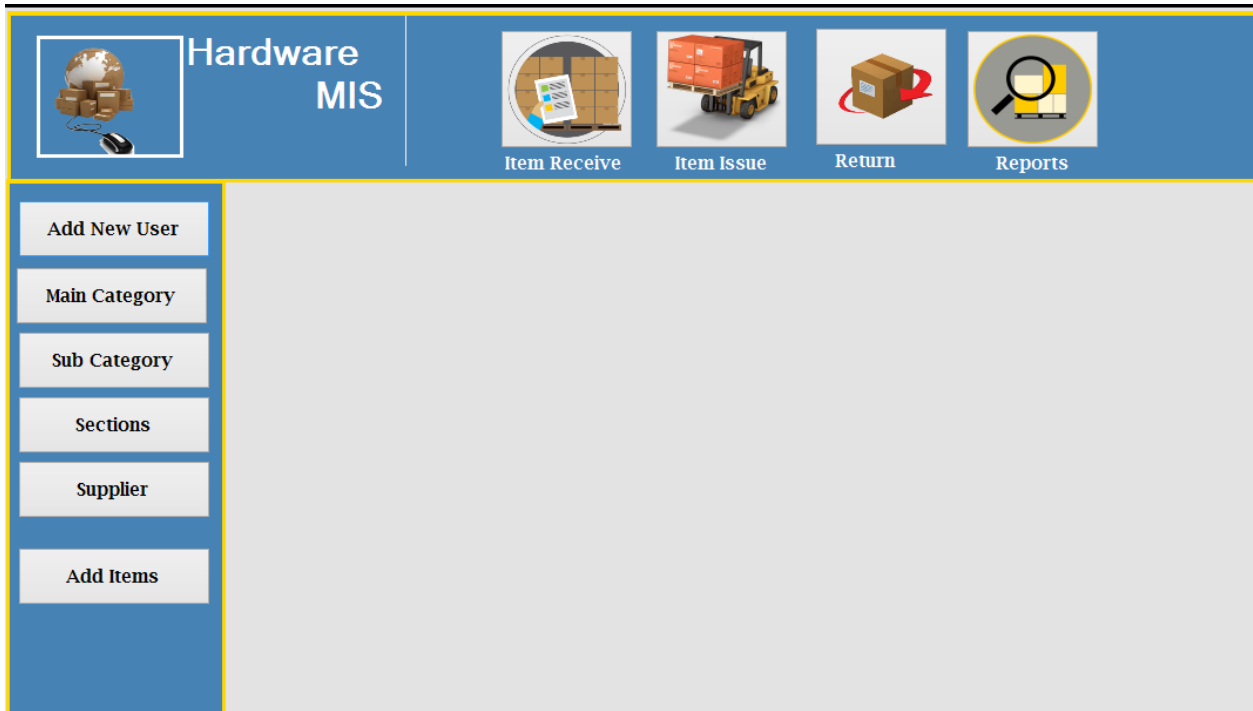 Hardware
MIS
Item Receive
Item Issue
Return
Reports
Add New User
Main Category
Sub Category
Sections
Supplier
Add Items